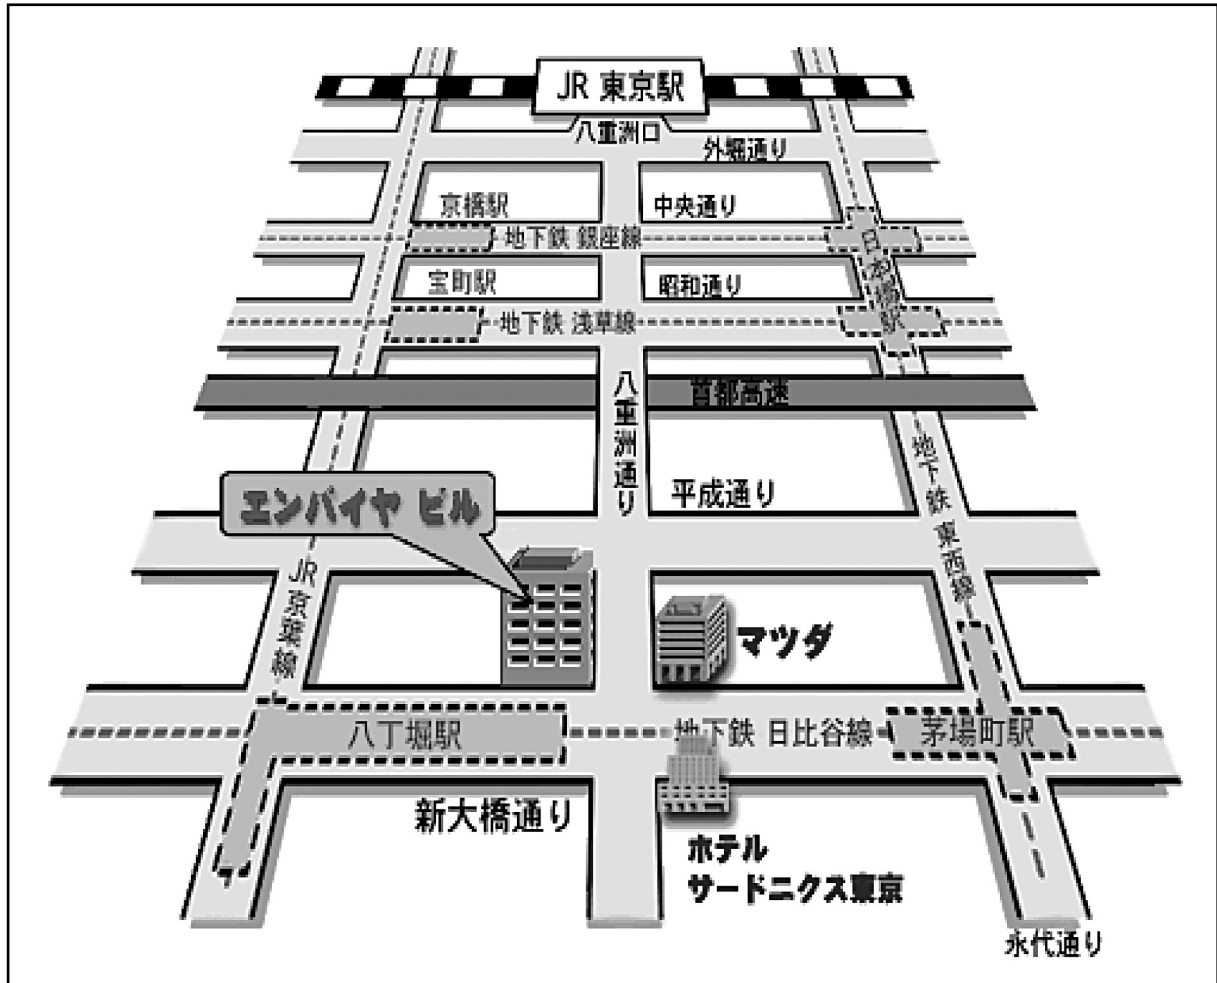 JR 東京駅
八重洲口
外堀通り
京橋駅
中央通り
地下鉄 銀座線
日本橋駅
宝町駅
昭和通り
地下鉄 浅草線
首都高速
八重洲通り
平成通り
地下鉄 東西線
エンパイヤ ビル
JR京葉線
マツダ
八丁堀駅
地下鉄 日比谷線
茅場町駅
新大橋通り
ホテル
サードニクス東京
永代通り